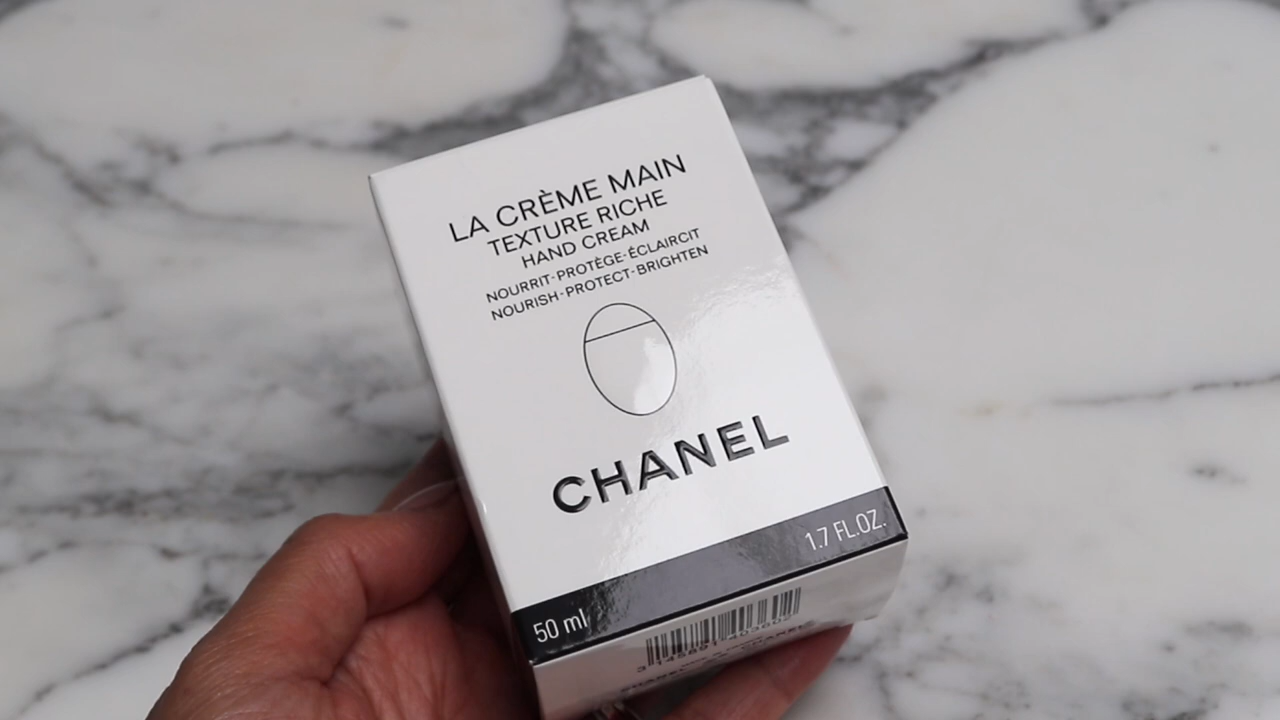 LA CRÈME MAIN
TEXTURE RICHE
HAND CREAM
NOURRIT-PROTÈGE-ÉCLAIRCIT
NOURISH-PROTECT-BRIGHTEN
CHANEL
50 ml 1.7 FL.OZ.